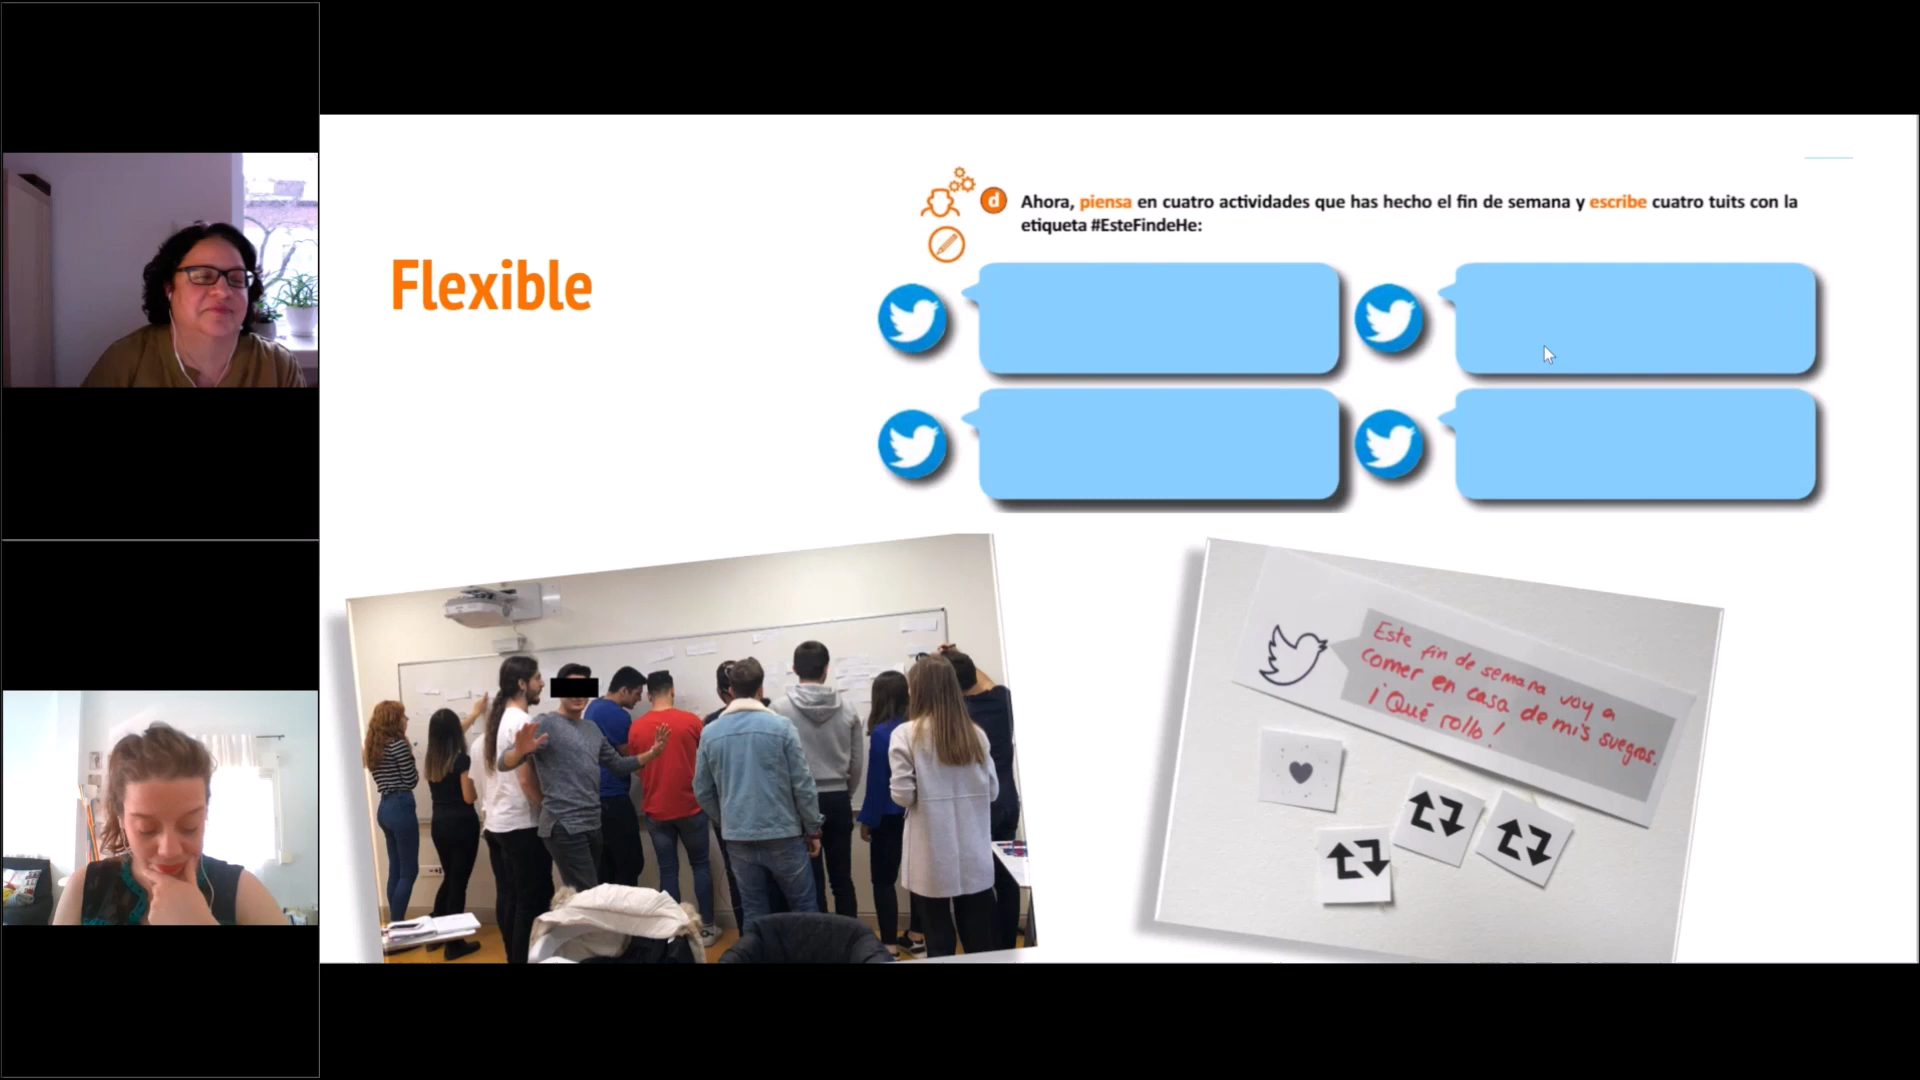 Flexible
d
Ahora, piensa en cuatro actividades que has hecho el fin de semana y escribe cuatro tuits con la
etiqueta #EsteFindeHe:
Este fin de semana voy a
comer en casa de mis suegros.
¡Qué rollo!